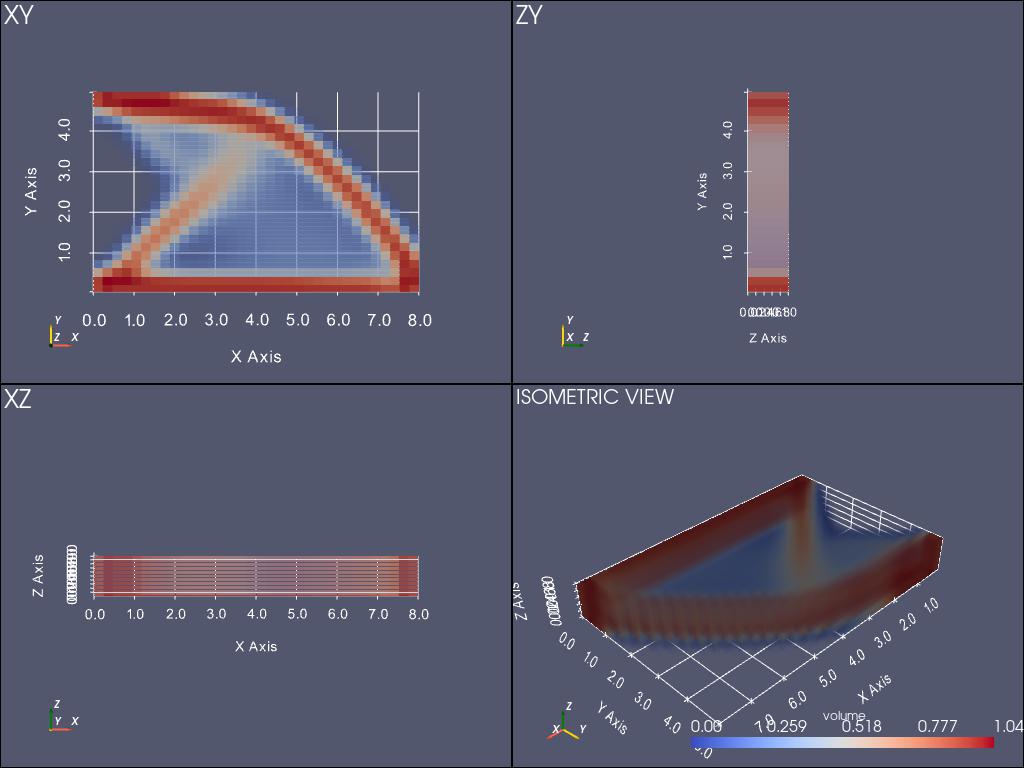 XY
4.0
3.0
2.0
1.0
Y Axis
0.0 1.0 2.0 3.0 4.0 5.0 6.0 7.0 8.0
X Axis
Y
Z X
ZY
4.0
3.0
2.0
1.0
Y Axis
Z Axis
Y
X Z
XZ
Z Axis
0.0 1.0 2.0 3.0 4.0 5.0 6.0 7.0 8.0
X Axis
Z
Y X
ISOMETRIC VIEW
Z Axis
0.0 1.0 2.0 3.0 4.0
Y Axis
6.0 5.0 4.0 3.0 2.0 1.0
X Axis
Z
X Y
volume
0.00 0.259 0.518 0.777 1.04